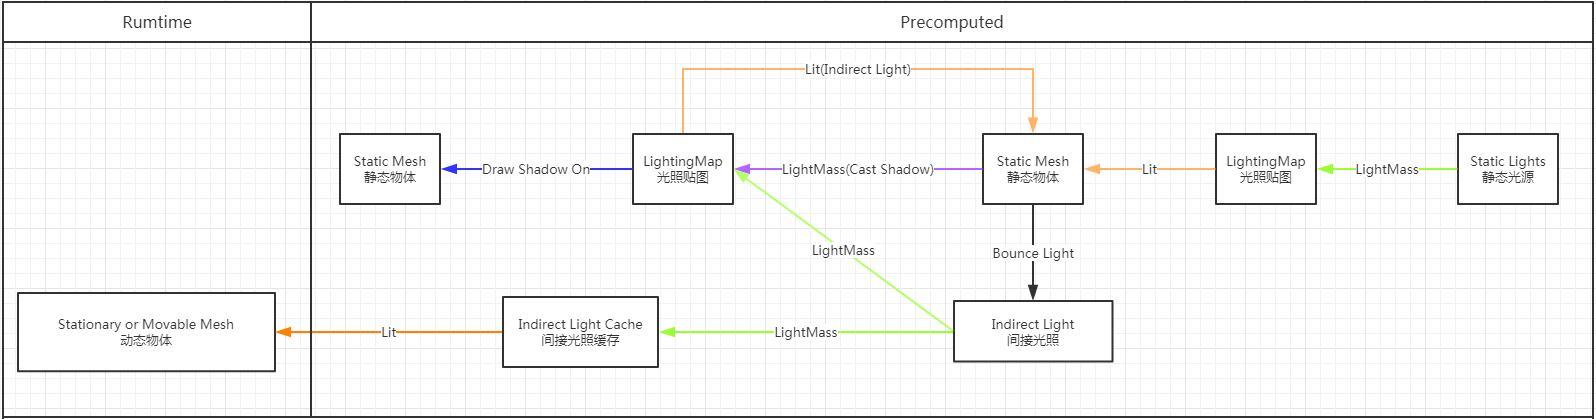 Rumtime
Precomputed
Lit(Indirect Light)
Static Mesh
静态物体
Draw Shadow On
LightingMap
光照贴图
LightMass(Cast Shadow)
Static Mesh
静态物体
Lit
LightingMap
光照贴图
LightMass
Static Lights
静态光源
LightMass
Bounce Light
Stationary or Movable Mesh
动态物体
Lit
Indirect Light Cache
间接光照缓存
LightMass
Indirect Light
间接光照